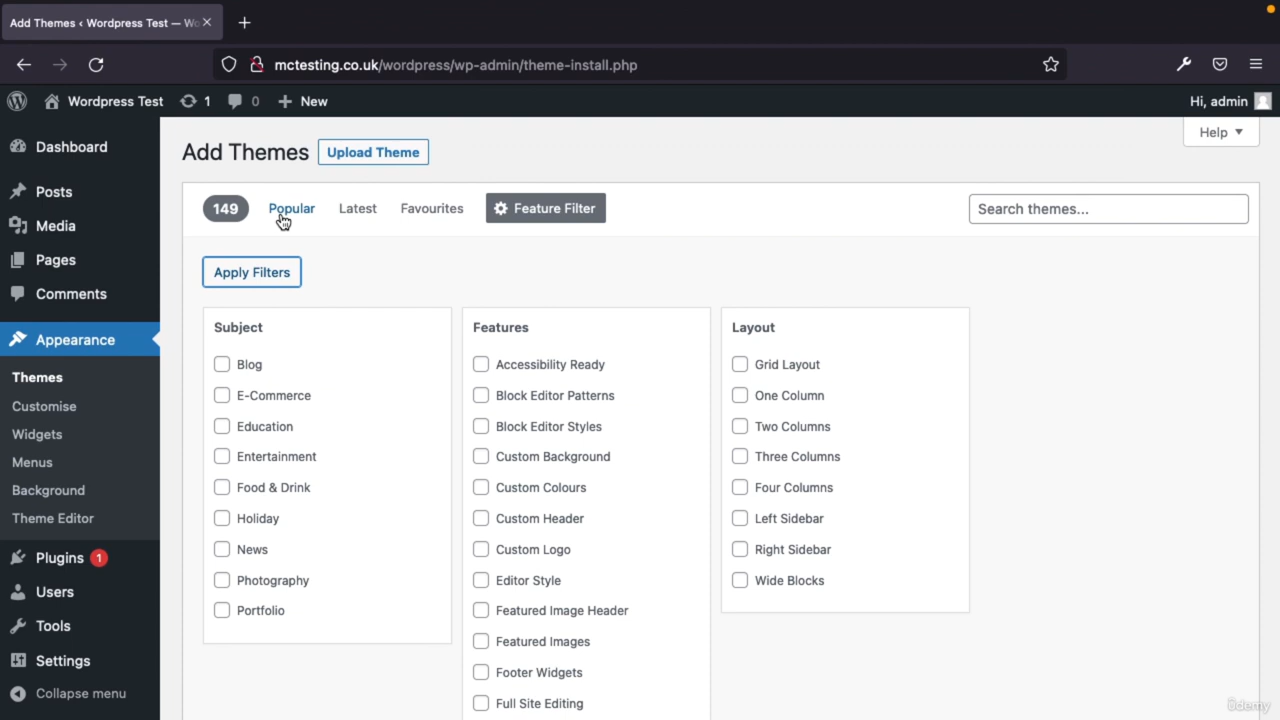 Add Themes ‹ Wordpress Test — Wo
mctesting.co.uk/wordpress/wp-admin/theme-install.php
Wordpress Test
1
0
New
Hi, admin
Dashboard
Posts
Media
Pages
Comments
Appearance
Themes
Customise
Widgets
Menus
Background
Theme Editor
Plugins 1
Users
Tools
Settings
Collapse menu
Help
Add Themes
Upload Theme
149
Popular
Latest
Favourites
Feature Filter
Search themes...
Apply Filters
Subject
Blog
E-Commerce
Education
Entertainment
Food & Drink
Holiday
News
Photography
Portfolio
Features
Accessibility Ready
Block Editor Patterns
Block Editor Styles
Custom Background
Custom Colours
Custom Header
Custom Logo
Editor Style
Featured Image Header
Featured Images
Footer Widgets
Full Site Editing
Layout
Grid Layout
One Column
Two Columns
Three Columns
Four Columns
Left Sidebar
Right Sidebar
Wide Blocks
ûdemy